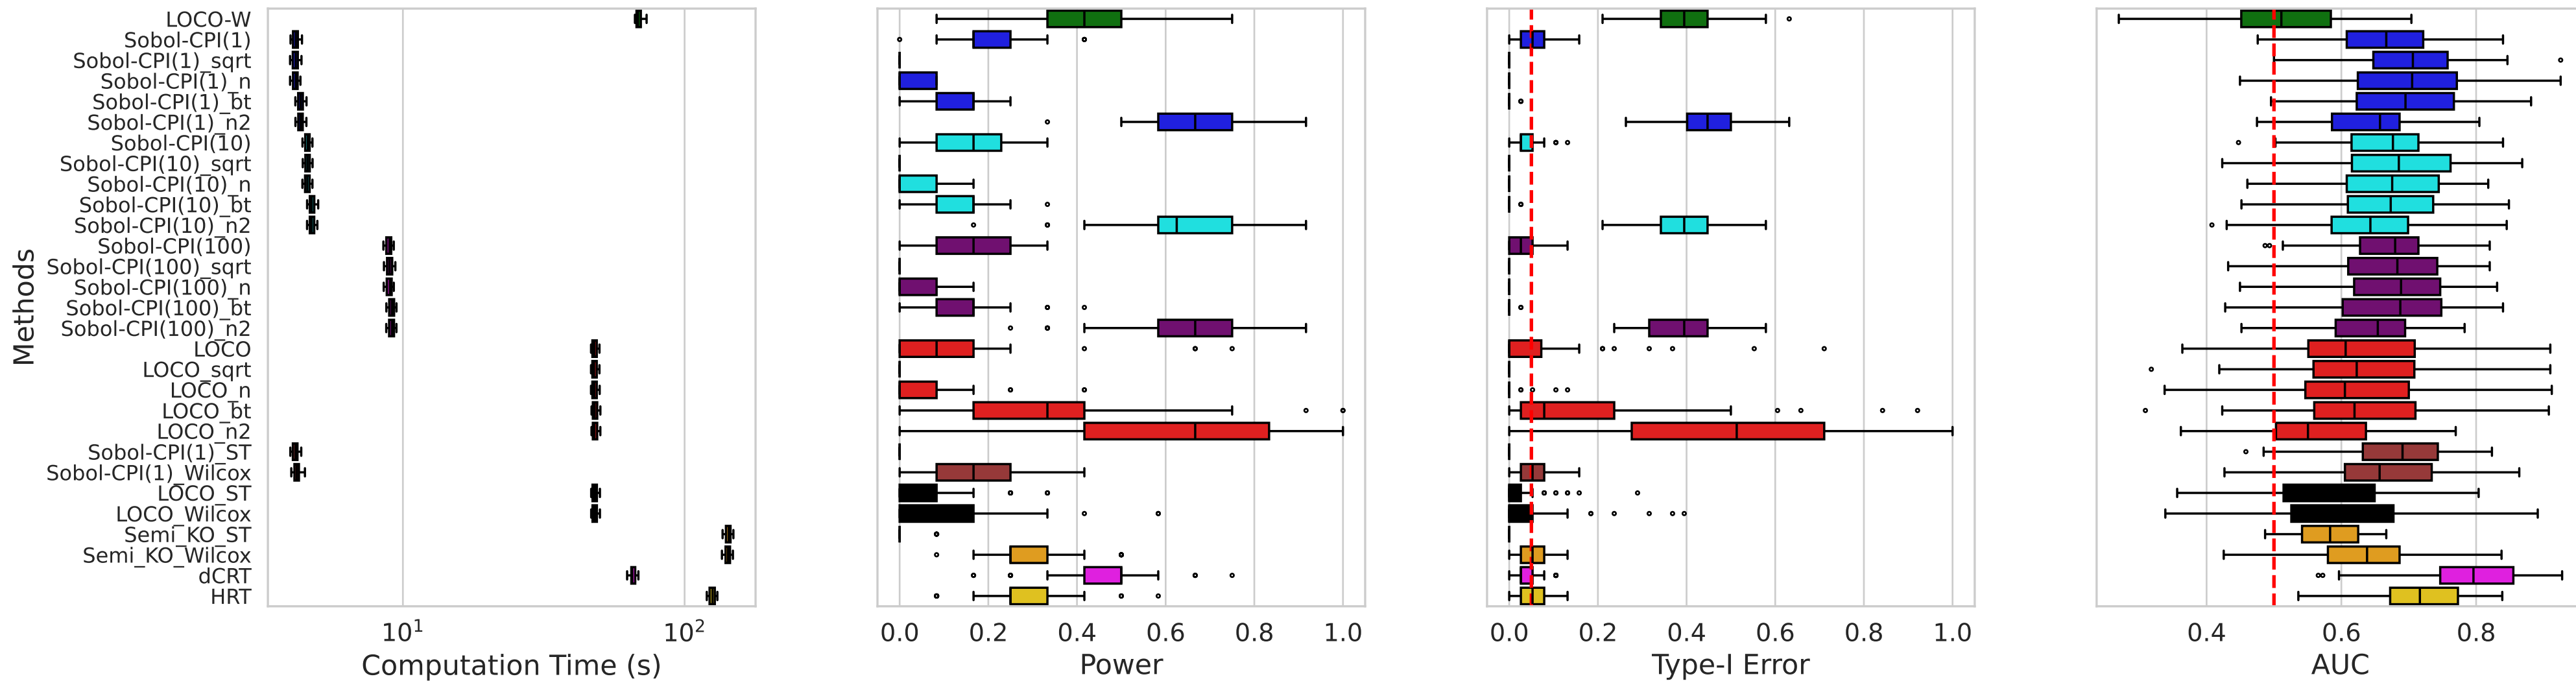 Methods
LOCO-W
Sobol-CPI(1)
Sobol-CPI(1)_sqrt
Sobol-CPI(1)_n
Sobol-CPI(1)_bt
Sobol-CPI(1)_n2
Sobol-CPI(10)
Sobol-CPI(10)_sqrt
Sobol-CPI(10)_n
Sobol-CPI(10)_bt
Sobol-CPI(10)_n2
Sobol-CPI(100)
Sobol-CPI(100)_sqrt
Sobol-CPI(100)_n
Sobol-CPI(100)_bt
Sobol-CPI(100)_n2
LOCO
LOCO_sqrt
LOCO_n
LOCO_bt
LOCO_n2
Sobol-CPI(1)_ST
Sobol-CPI(1)_Wilcox
LOCO_ST
LOCO_Wilcox
Semi_KO_ST
Semi_KO_Wilcox
dCRT
HRT
10¹ 10²
Computation Time (s)
0.0 0.2 0.4 0.6 0.8 1.0
Power
0.0 0.2 0.4 0.6 0.8 1.0
Type-I Error
0.4 0.6 0.8
AUC